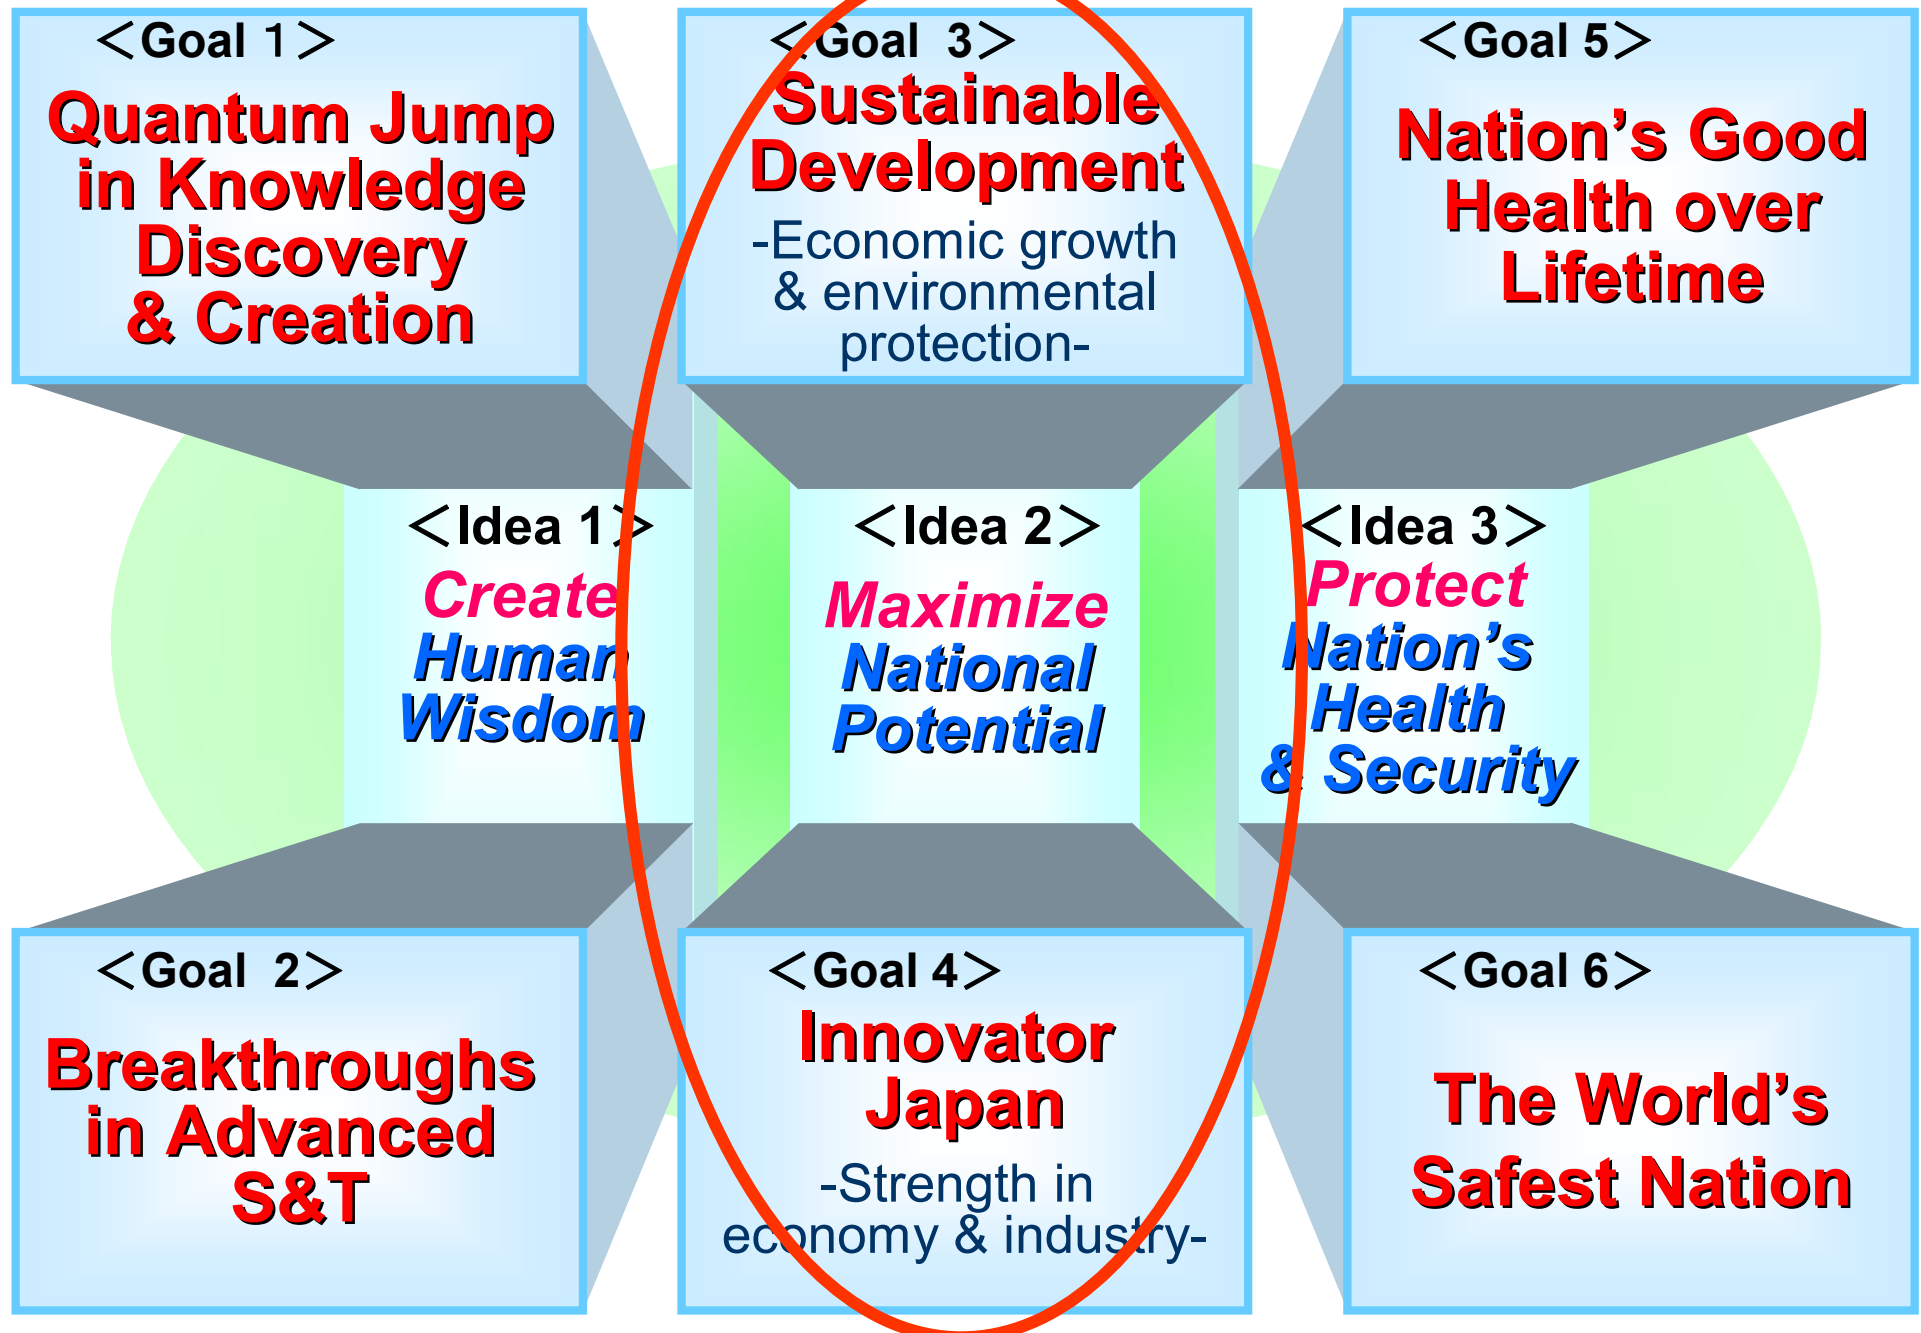 ＜Goal １＞
Quantum Jump
in Knowledge
Discovery
& Creation
＜Goal 3＞
Sustainable
Development
-Economic growth
& environmental
protection-
＜Goal 5＞
Nation’s Good
Health over
Lifetime
＜Idea 1＞
Create
Human
Wisdom
＜Idea 2＞
Maximize
National
Potential
＜Idea 3＞
Protect
Nation’s
Health
& Security
＜Goal 2＞
Breakthroughs
in Advanced
S&T
＜Goal 4＞
Innovator
Japan
-Strength in
economy & industry-
＜Goal 6＞
The World’s
Safest Nation